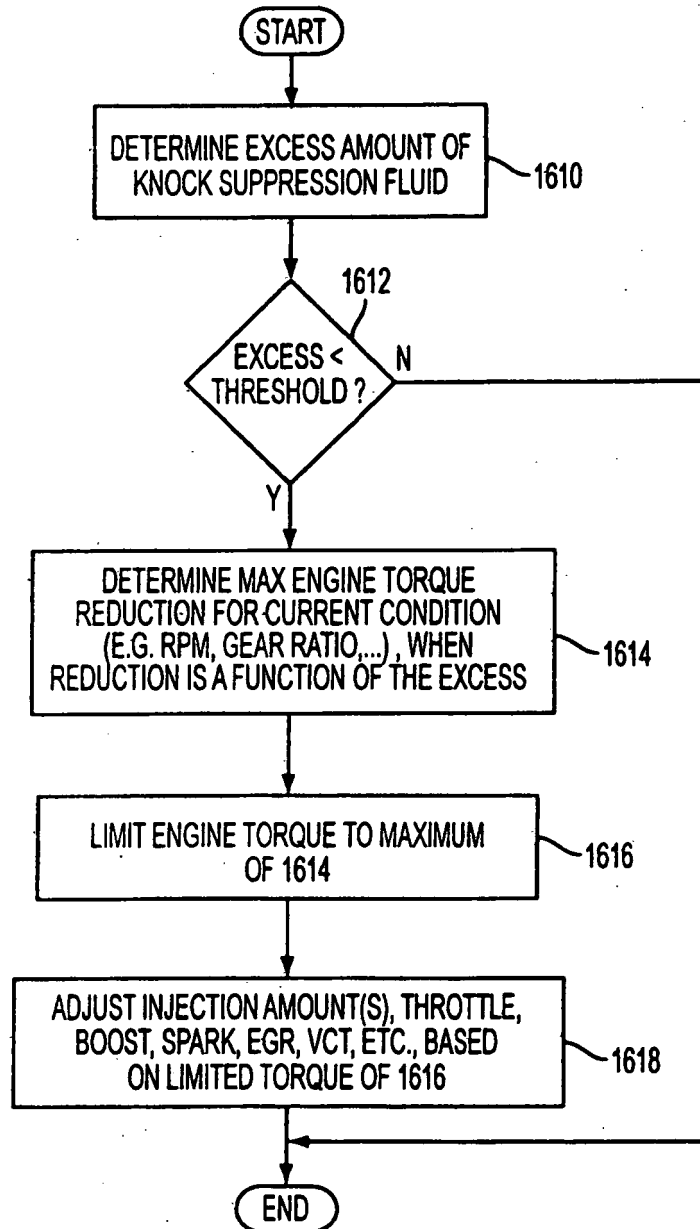 START
DETERMINE EXCESS AMOUNT OF
KNOCK SUPPRESSION FLUID
1610
1612
EXCESS <
THRESHOLD ?
N
Y
DETERMINE MAX ENGINE TORQUE
REDUCTION FOR CURRENT CONDITION
(E.G. RPM, GEAR RATIO,...), WHEN
REDUCTION IS A FUNCTION OF THE EXCESS
1614
LIMIT ENGINE TORQUE TO MAXIMUM
OF 1614
1616
ADJUST INJECTION AMOUNT(S), THROTTLE,
BOOST, SPARK, EGR, VCT, ETC., BASED
ON LIMITED TORQUE OF 1616
1618
END